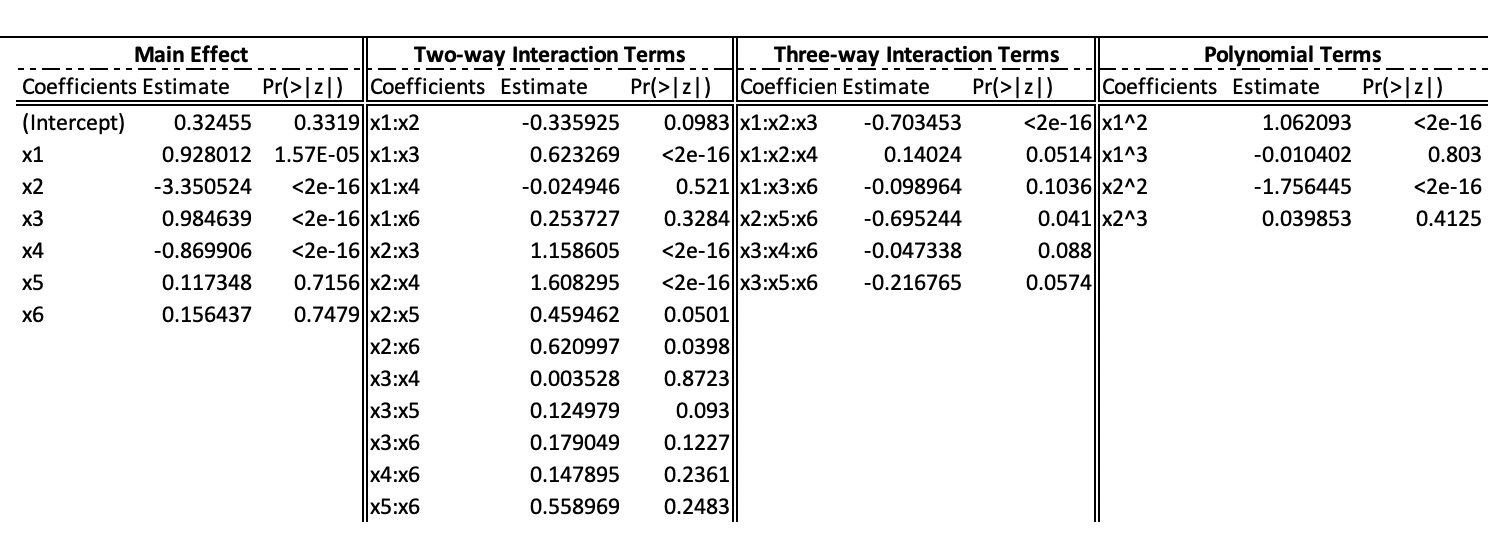 Main Effect Two-way Interaction Terms Three-way Interaction Terms Polynomial Terms
Coefficients Estimate Pr(>|z|) Coefficients Estimate Pr(>|z|) Coefficien Estimate Pr(>|z|) Coefficients Estimate Pr(>|z|)
(Intercept) 0.32455 0.3319 x1:x2 -0.335925 0.0983 x1:x2:x3 -0.703453 <2e-16 x1^2 1.062093 <2e-16
x1 0.928012 1.57E-05 x1:x3 0.623269 <2e-16 x1:x2:x4 0.14024 0.0514 x1^3 -0.010402 0.803
x2 -3.350524 <2e-16 x1:x4 -0.024946 0.521 x1:x3:x6 -0.098964 0.1036 x2^2 -1.756445 <2e-16
x3 0.984639 <2e-16 x1:x6 0.253727 0.3284 x2:x5:x6 -0.695244 0.041 x2^3 0.039853 0.4125
x4 -0.869906 <2e-16 x2:x3 1.158605 <2e-16 x3:x4:x6 -0.047338 0.088
x5 0.117348 0.7156 x2:x4 1.608295 <2e-16 x3:x5:x6 -0.216765 0.0574
x6 0.156437 0.7479 x2:x5 0.459462 0.0501
x2:x6 0.620997 0.0398
x3:x4 0.003528 0.8723
x3:x5 0.124979 0.093
x3:x6 0.179049 0.1227
x4:x6 0.147895 0.2361
x5:x6 0.558969 0.2483